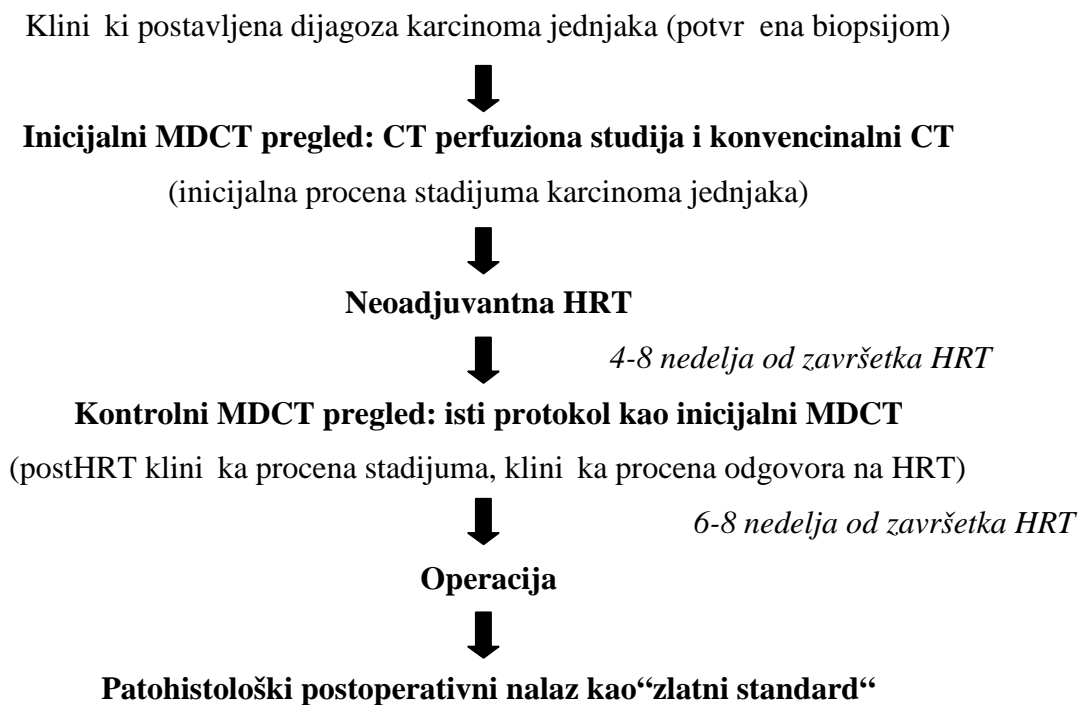 Klini ki postavljena dijagoza karcinoma jednjaka (potvr ena biopsijom)
Inicijalni MDCT pregled: CT perfuziona studija i konvencinalni CT
(inicijalna procena stadijuma karcinoma jednjaka)
Neoadjuvantna HRT
4-8 nedelja od završetka HRT
Kontrolni MDCT pregled: isti protokol kao inicijalni MDCT
(postHRT klini ka procena stadijuma, klini ka procena odgovora na HRT)
6-8 nedelja od završetka HRT
Operacija
Patohistološki postoperativni nalaz kao“zlatni standard“